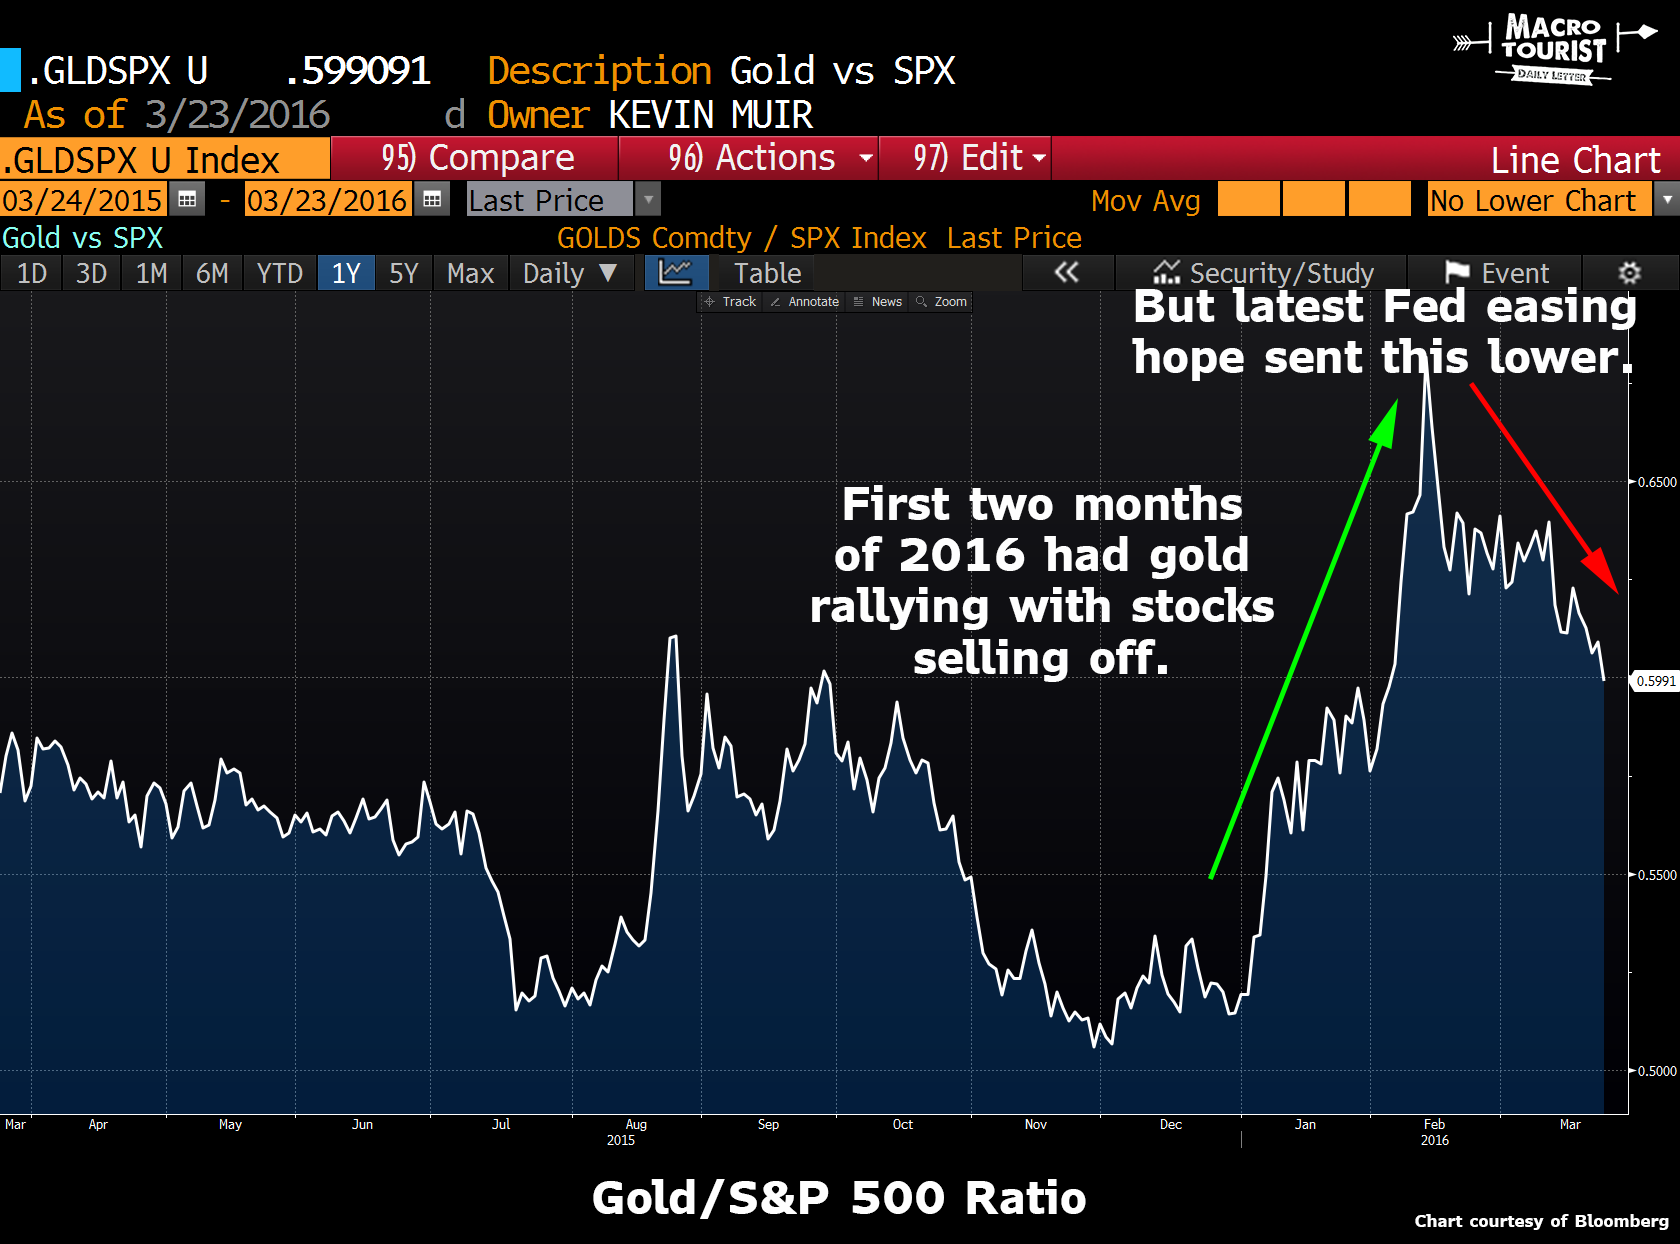 MACRO
TOURIST
DAILY LETTER
.GLDSPX U .599091 Description Gold vs SPX
As of 3/23/2016 d Owner KEVIN MUIR
.GLDSPX U Index 95) Compare 96) Actions 97) Edit Line Chart
03/24/2015 - 03/23/2016 Last Price Mov Avg No Lower Chart
Gold vs SPX GOLDS Comdty / SPX Index Last Price
1D 3D 1M 6M YTD 1Y 5Y Max Daily ▼ Table « Security/Study Event
Track Annotate News Zoom
But latest Fed easing
hope sent this lower.
First two months
of 2016 had gold
rallying with stocks
selling off.
0.6500
0.5991
0.5500
0.5000
Mar Apr May Jun Jul Aug Sep Oct Nov Dec Jan Feb Mar
2015 2016
Gold/S&P 500 Ratio
Chart courtesy of Bloomberg